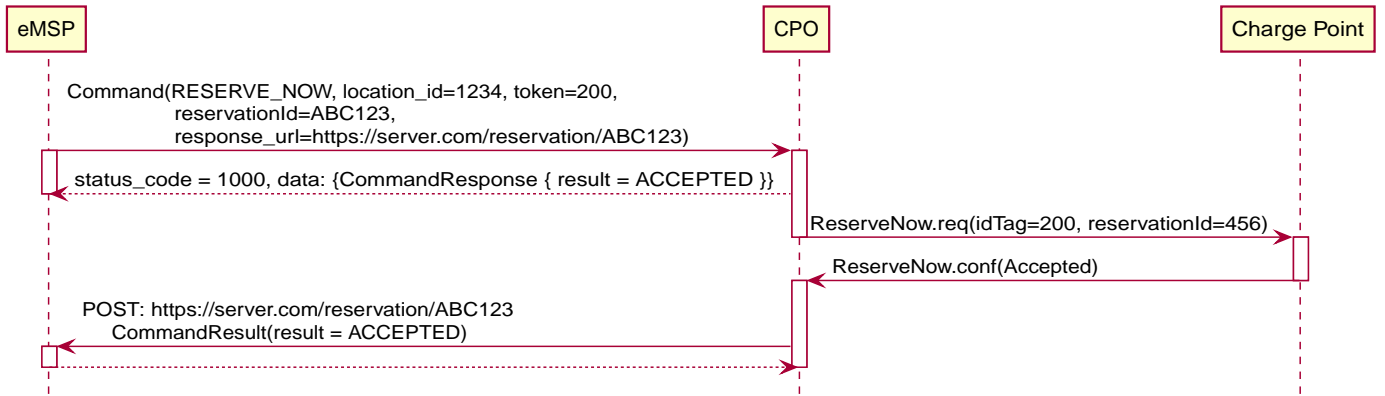 eMSP
CPO
Charge Point
Command(RESERVE_NOW, location_id=1234, token=200,
reservationId=ABC123,
response_url=https://server.com/reservation/ABC123)
status_code = 1000, data: {CommandResponse { result = ACCEPTED }}
ReserveNow.req(idTag=200, reservationId=456)
ReserveNow.conf(Accepted)
POST: https://server.com/reservation/ABC123
CommandResult(result = ACCEPTED)